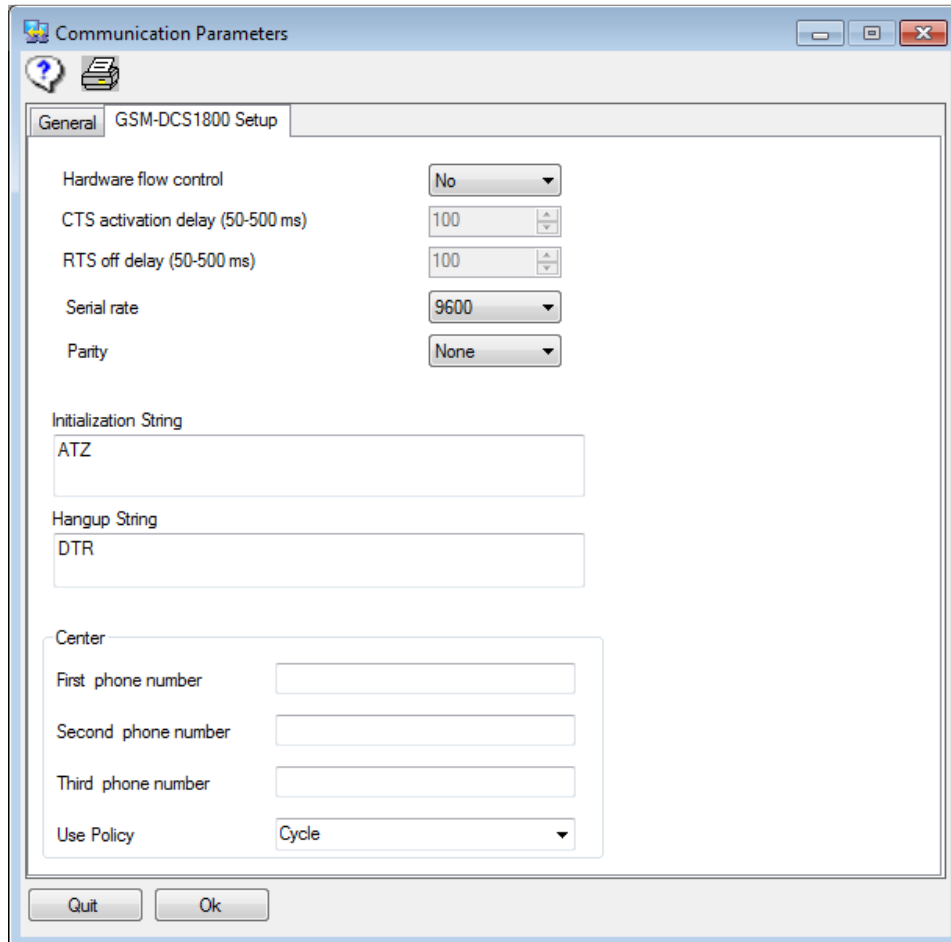 Communication Parameters
General GSM-DCS1800 Setup
Hardware flow control No
CTS activation delay (50-500 ms) 100
RTS off delay (50-500 ms) 100
Serial rate 9600
Parity None
Initialization String
ATZ
Hangup String
DTR
Center
First phone number
Second phone number
Third phone number
Use Policy Cycle
Quit Ok